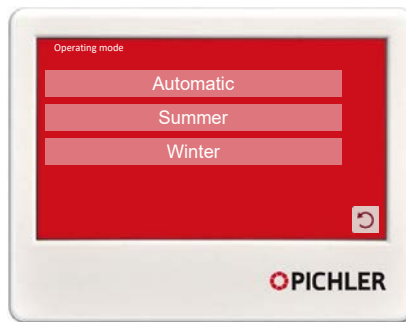 Operating mode
Automatic
Summer
Winter
PICHLER